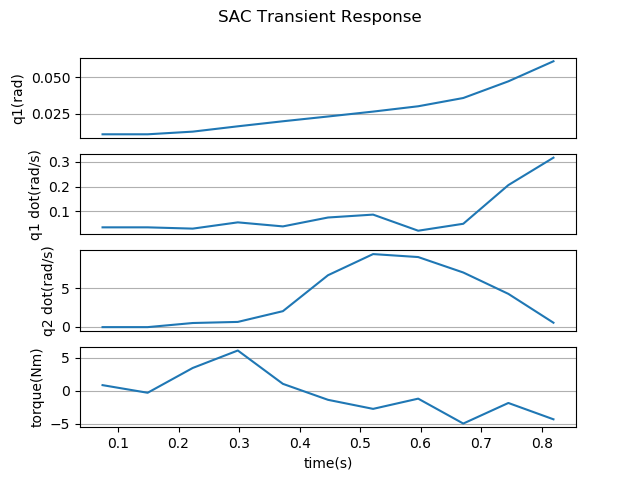 SAC Transient Response
q1(rad)
0.050
0.025
q1 dot(rad/s)
0.3
0.2
0.1
q2 dot(rad/s)
5
0
torque(Nm)
5
0
−5
0.1 0.2 0.3 0.4 0.5 0.6 0.7 0.8
time(s)